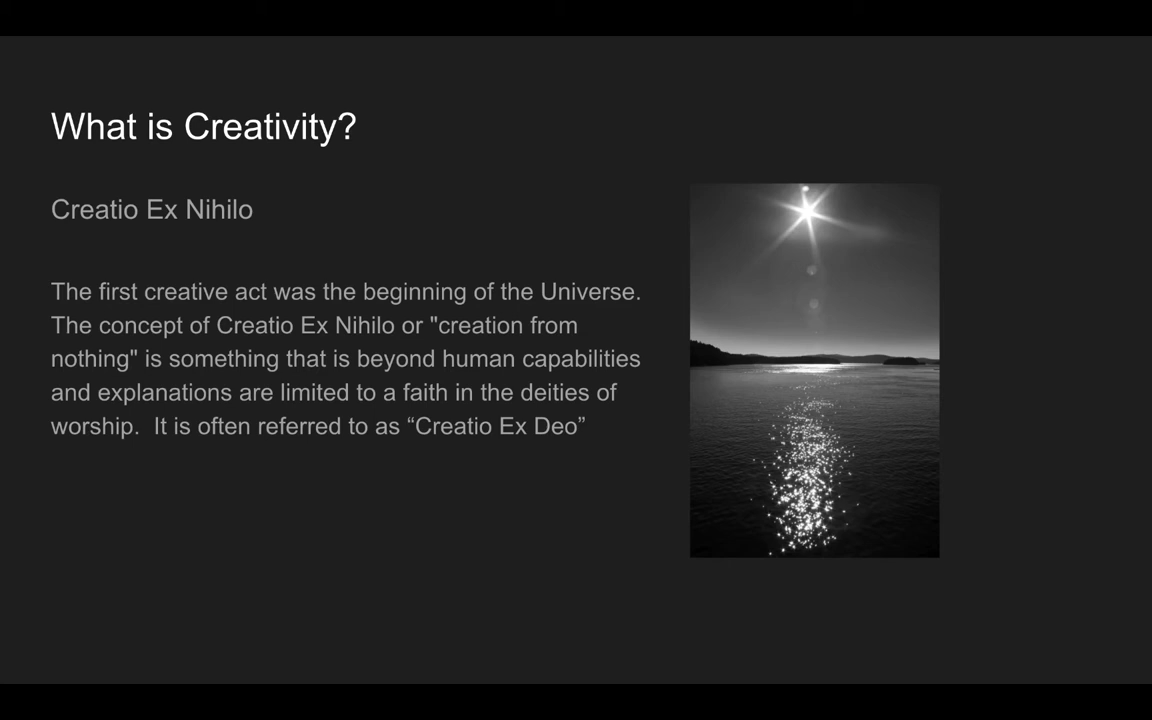 What is Creativity?
Creatio Ex Nihilo
The first creative act was the beginning of the Universe.
The concept of Creatio Ex Nihilo or "creation from
nothing" is something that is beyond human capabilities
and explanations are limited to a faith in the deities of
worship.  It is often referred to as “Creatio Ex Deo”